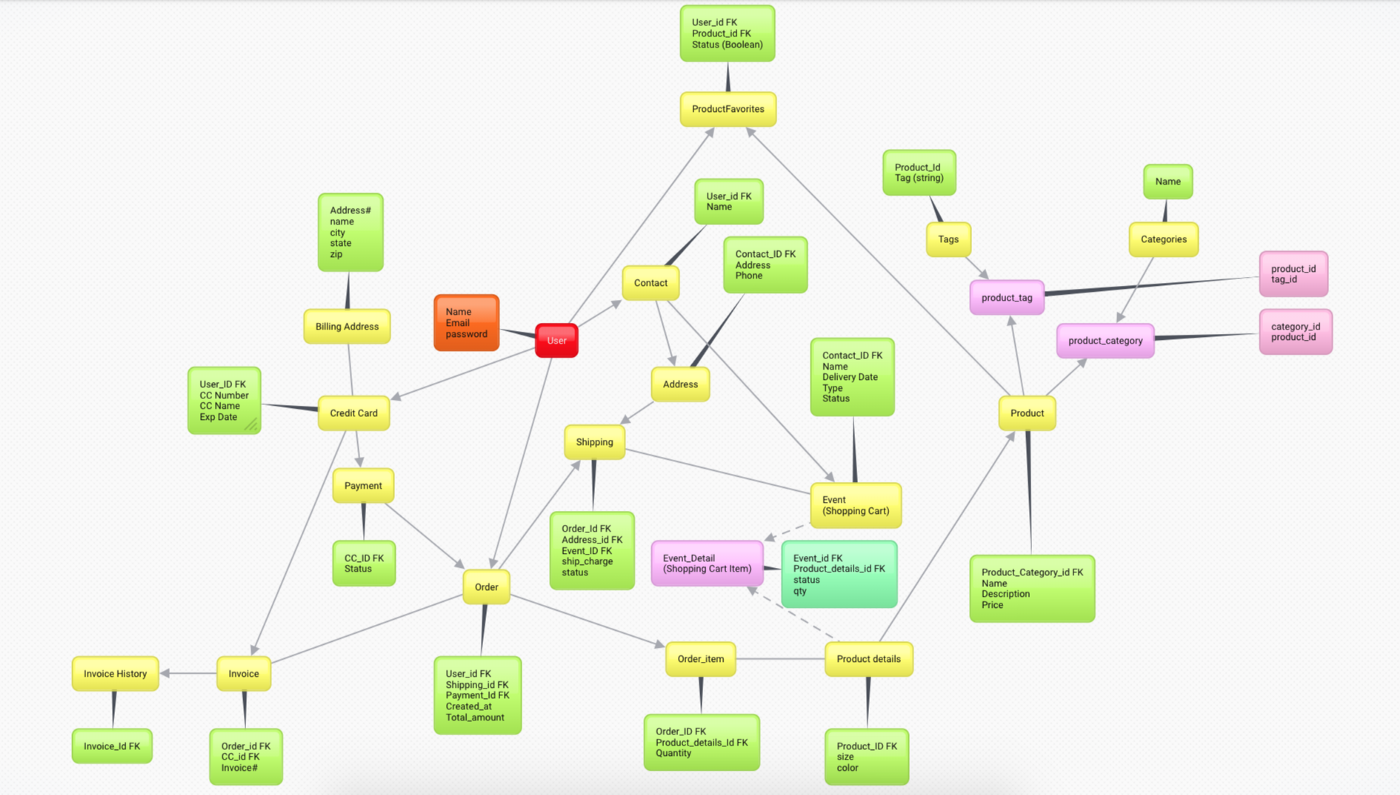 User_id FK
Product_id FK
Status (Boolean)
ProductFavorites
Product_Id
Tag (string)
Name
User_id FK
Name
Address#
name
city
state
zip
Tags
Categories
Contact_ID FK
Address
Phone
product_id
tag_id
Contact
product_tag
Name
Email
password
Billing Address
User
product_category
category_id
product_id
Contact_ID FK
Name
Delivery Date
Type
Status
Address
User_ID FK
CC Number
CC Name
Exp Date
Credit Card
Product
Shipping
Payment
Event
(Shopping Cart)
Order_Id FK
Address_id FK
Event_ID FK
ship_charge
status
Event_Detail
(Shopping Cart Item)
Event_id FK
Product_details_id FK
status
qty
CC_ID FK
Status
Order
Product_Category_id FK
Name
Description
Price
Order_item
Product details
Invoice History
Invoice
User_id FK
Shipping_id FK
Payment_Id FK
Created_at
Total_amount
Order_ID FK
Product_details_Id FK
Quantity
Invoice_Id FK
Order_id FK
CC_id FK
Invoice#
Product_ID FK
size
color